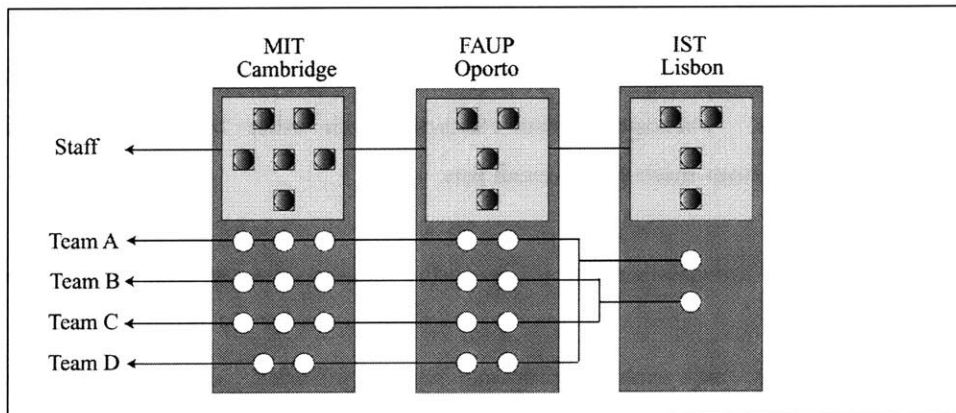 MIT
Cambridge
FAUP
Oporto
IST
Lisbon
Staff
Team A
Team B
Team C
Team D